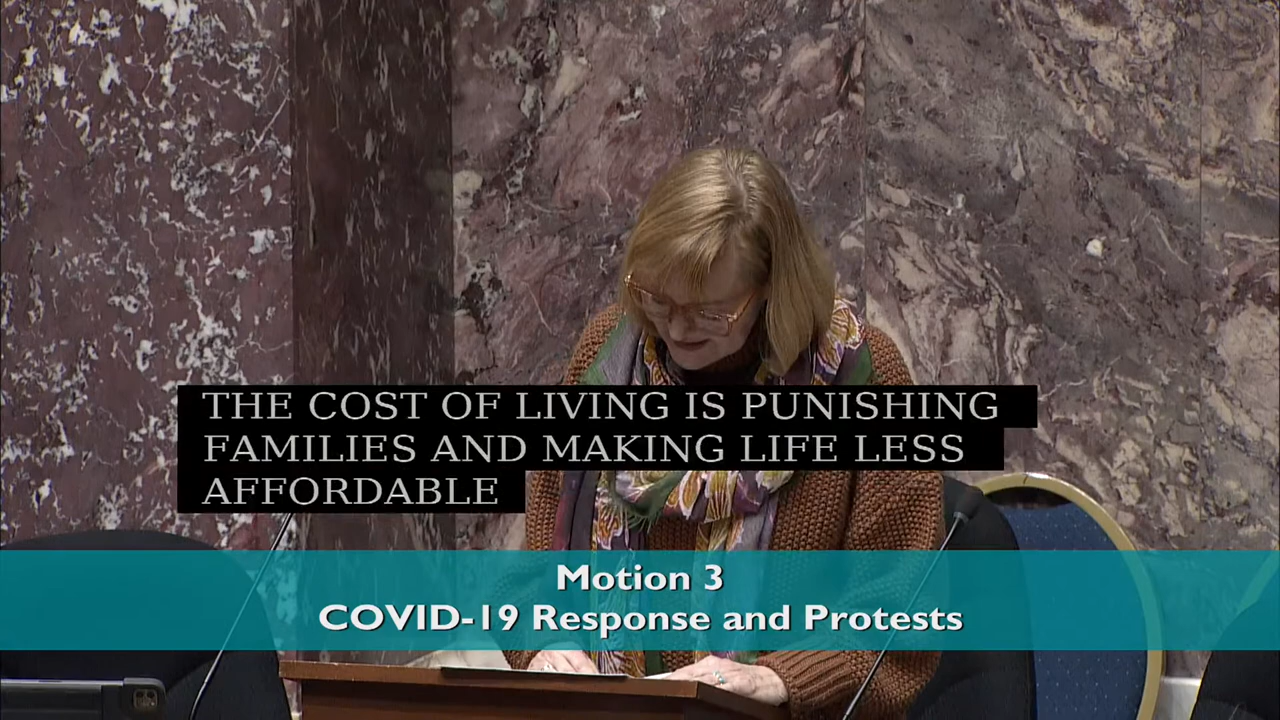 THE COST OF LIVING IS PUNISHING
FAMILIES AND MAKING LIFE LESS
AFFORDABLE
Motion 3
COVID-19 Response and Protests